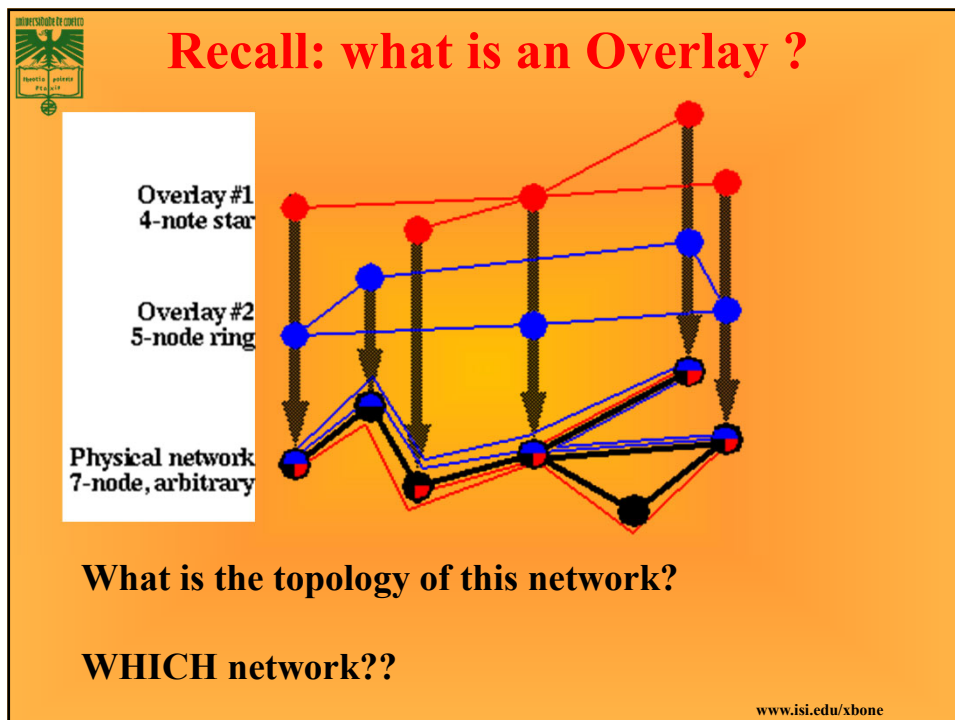 Recall: what is an Overlay ?
Overlay #1
4-note star
Overlay #2
5-node ring
Physical network
7-node, arbitrary
What is the topology of this network?
WHICH network??
www.isi.edu/xbone